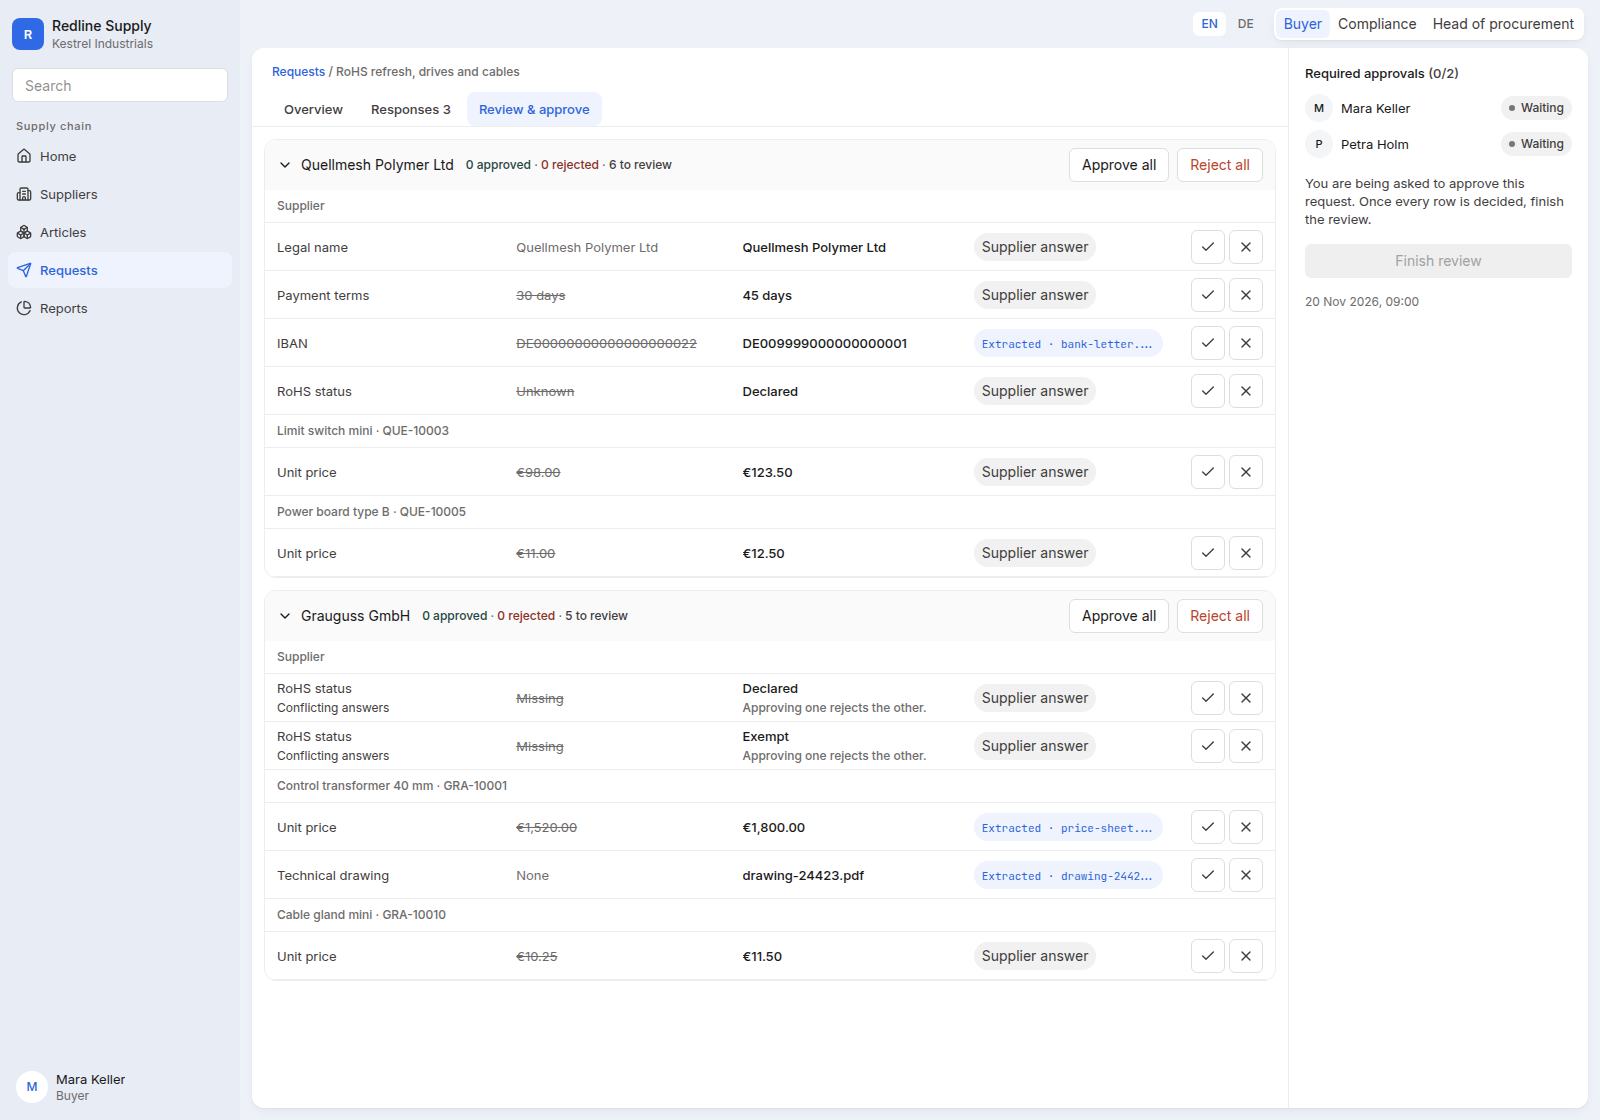 R
Redline Supply
Kestrel Industrials
Search
Supply chain
Home
Suppliers
Articles
Requests
Reports
M
Mara Keller
Buyer
EN DE Buyer Compliance Head of procurement
Requests / RoHS refresh, drives and cables
Overview Responses 3 Review & approve
Quellmesh Polymer Ltd 0 approved · 0 rejected · 6 to review Approve all Reject all
Supplier
Legal name Quellmesh Polymer Ltd Quellmesh Polymer Ltd Supplier answer
Payment terms 30 days 45 days Supplier answer
IBAN DE00000000000000000022 DE009999000000000001 Extracted · bank-letter....
RoHS status Unknown Declared Supplier answer
Limit switch mini · QUE-10003
Unit price €98.00 €123.50 Supplier answer
Power board type B · QUE-10005
Unit price €11.00 €12.50 Supplier answer
Grauguss GmbH 0 approved · 0 rejected · 5 to review Approve all Reject all
Supplier
RoHS status Missing Declared Supplier answer
Conflicting answers Approving one rejects the other.
RoHS status Missing Exempt Supplier answer
Conflicting answers Approving one rejects the other.
Control transformer 40 mm · GRA-10001
Unit price €1,520.00 €1,800.00 Extracted · price-sheet....
Technical drawing None drawing-24423.pdf Extracted · drawing-2442...
Cable gland mini · GRA-10010
Unit price €10.25 €11.50 Supplier answer
Required approvals (0/2)
M Mara Keller Waiting
P Petra Holm Waiting
You are being asked to approve this
request. Once every row is decided, finish
the review.
Finish review
20 Nov 2026, 09:00